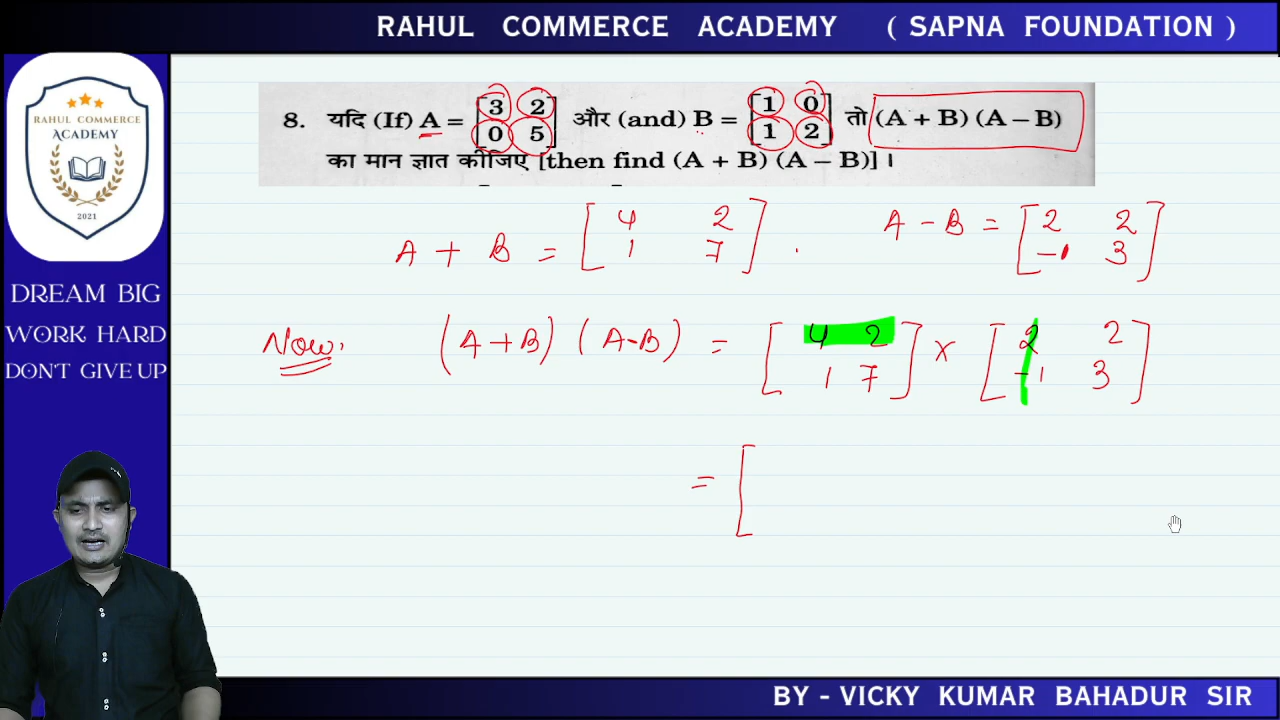 RAHUL COMMERCE ACADEMY ( SAPNA FOUNDATION )
RAHUL COMMERCE
ACADEMY
2021
DREAM BIG
WORK HARD
DON'T GIVE UP
8. यदि (If) A = [3 2 और (and) B = [1 0 तो (A + B) (A − B)
0 5] 1 2]
का मान ज्ञात कीजिए [then find (A + B) (A − B)] ।
A + B = [4 2 A - B = [2 2
1 7] . -1 3]
Now. (A+B) (A-B) = [4 2 × [2 2
1 7] -1 3]
= [
BY - VICKY KUMAR BAHADUR SIR